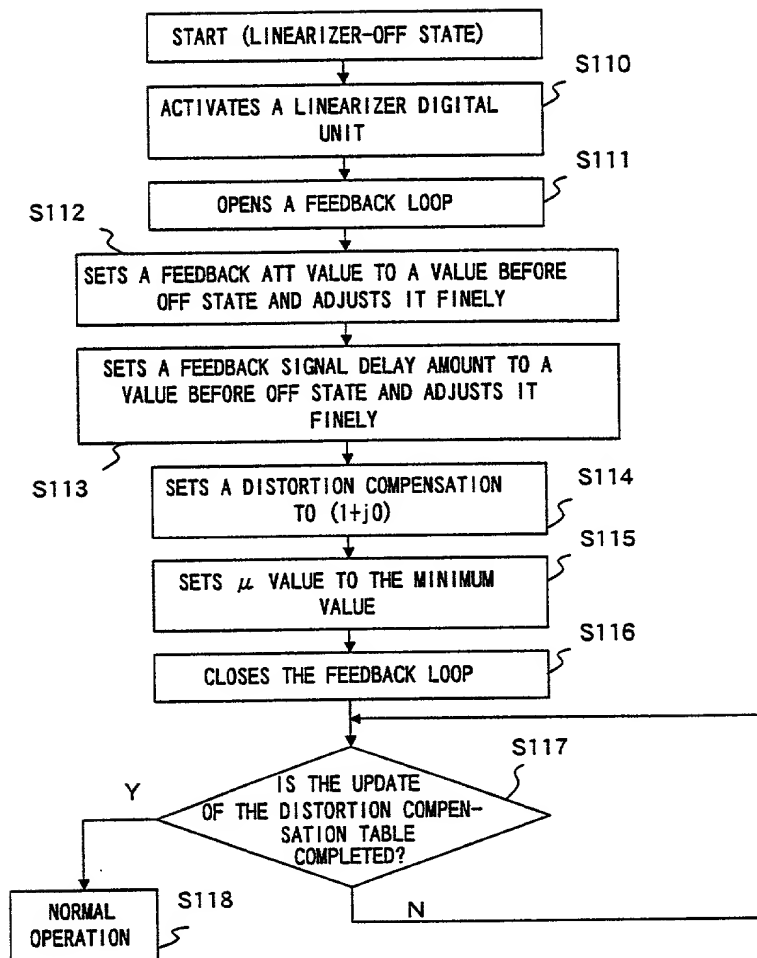 START (LINEARIZER-OFF STATE)
S110
ACTIVATES A LINEARIZER DIGITAL
UNIT
S111
OPENS A FEEDBACK LOOP
S112
SETS A FEEDBACK ATT VALUE TO A VALUE BEFORE
OFF STATE AND ADJUSTS IT FINELY
SETS A FEEDBACK SIGNAL DELAY AMOUNT TO A
VALUE BEFORE OFF STATE AND ADJUSTS IT
FINELY
S113
SETS A DISTORTION COMPENSATION
TO (1+j0)
S114
S115
SETS μ VALUE TO THE MINIMUM
VALUE
S116
CLOSES THE FEEDBACK LOOP
S117
IS THE UPDATE
OF THE DISTORTION COMPEN-
SATION TABLE
COMPLETED?
Y
N
S118
NORMAL
OPERATION